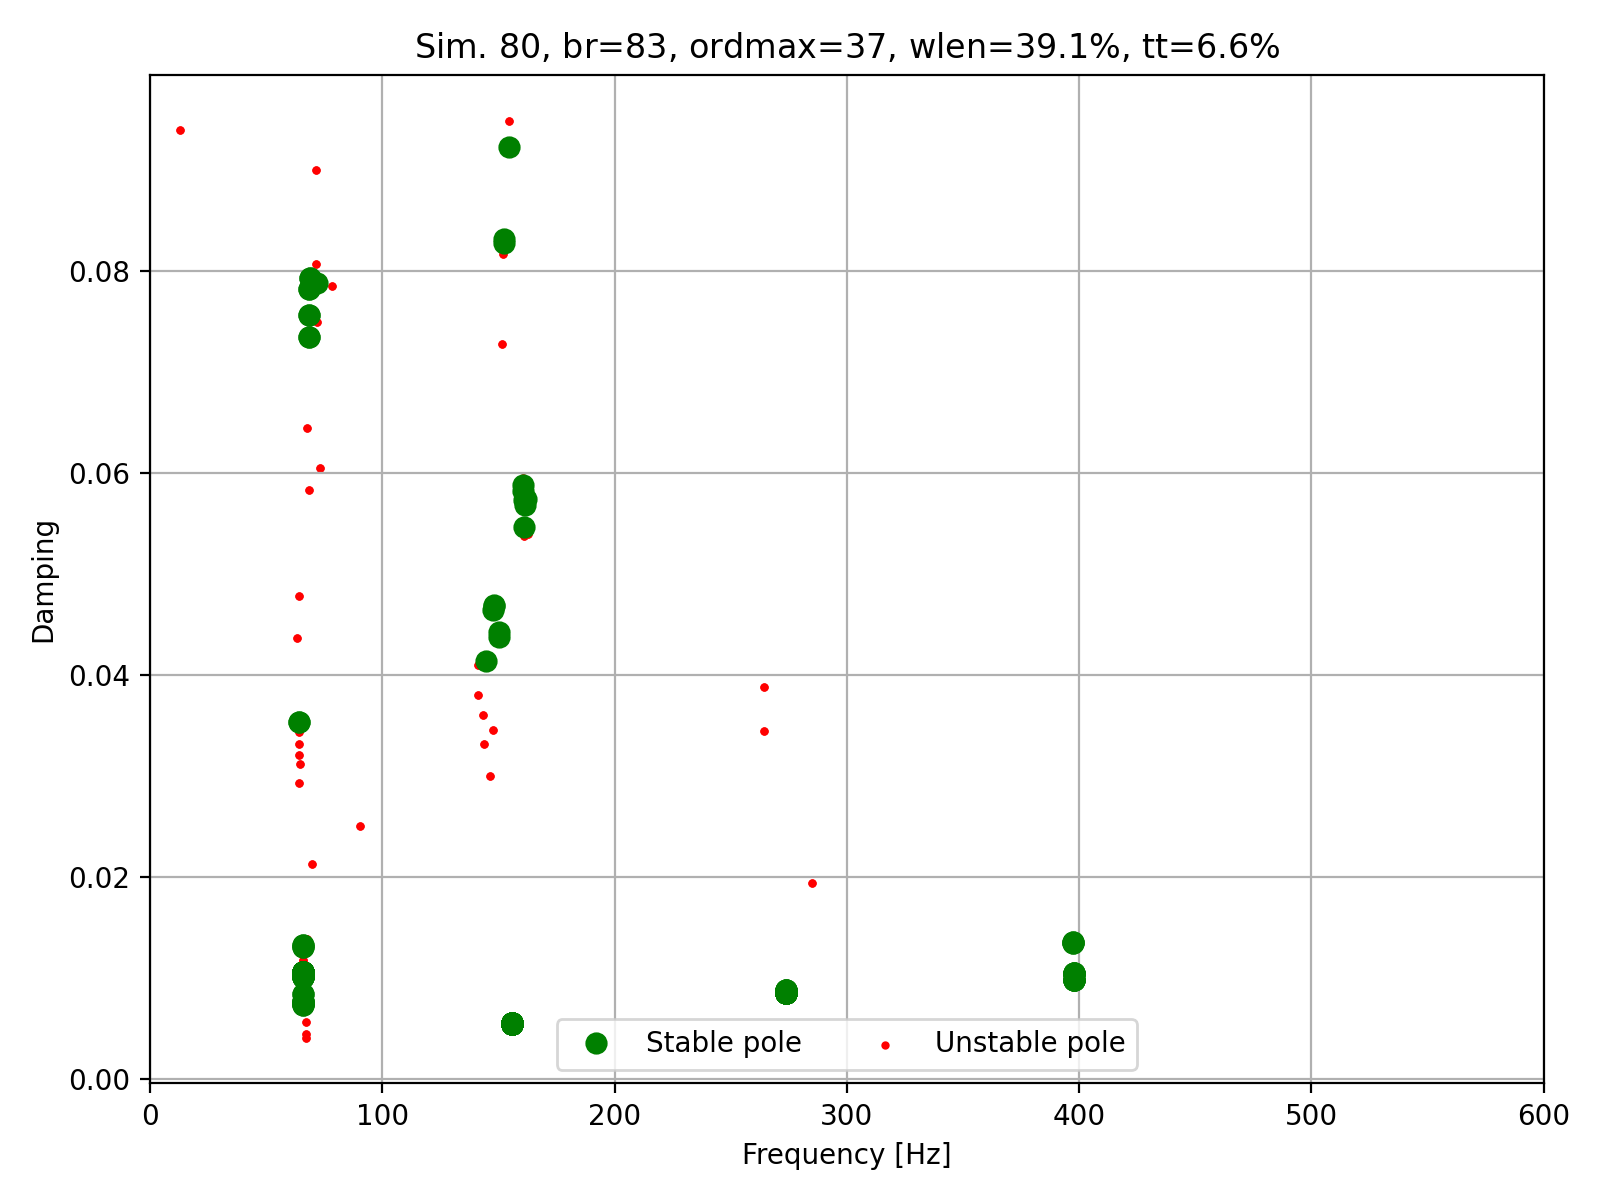 Sim. 80, br=83, ordmax=37, wlen=39.1%, tt=6.6%
Damping
0.08
0.06
0.04
0.02
0.00
Stable pole
Unstable pole
0
100
200
300
400
500
600
Frequency [Hz]